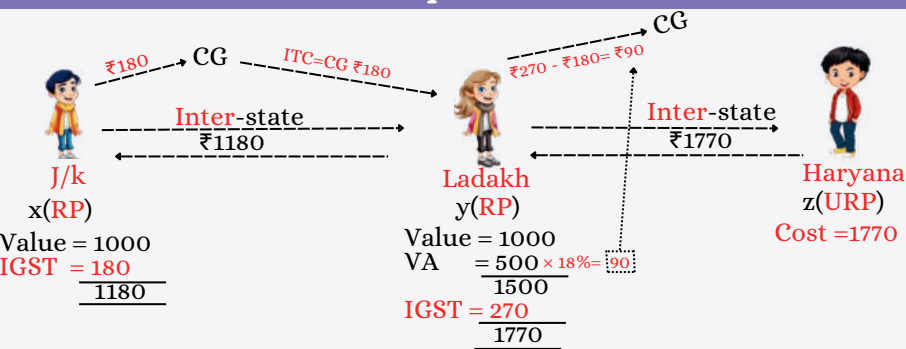 CG
₹180
CG
ITC=CG ₹180
₹270 - ₹180= ₹90
Inter-state
₹1180
Inter-state
₹1770
J/k
x(RP)
Value = 1000
IGST = 180
1180
Ladakh
y(RP)
Value = 1000
VA = 500 × 18%= 90
1500
IGST = 270
1770
Haryana
z(URP)
Cost =1770